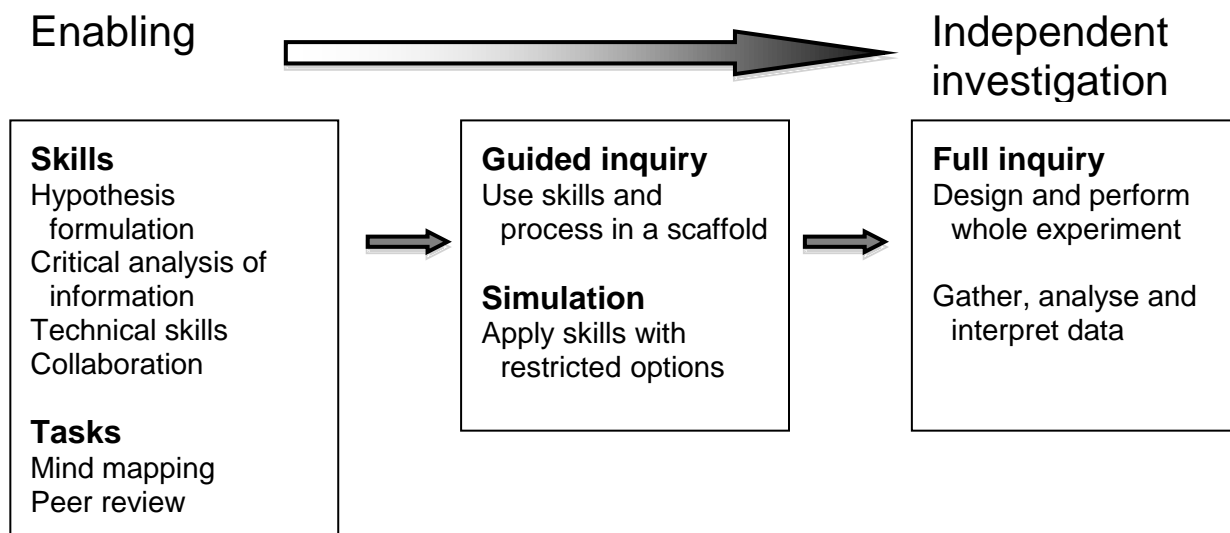 Enabling
Independent
investigation
Skills
Hypothesis
formulation
Critical analysis of
information
Technical skills
Collaboration
Tasks
Mind mapping
Peer review
Guided inquiry
Use skills and
process in a scaffold
Simulation
Apply skills with
restricted options
Full inquiry
Design and perform
whole experiment
Gather, analyse and
interpret data